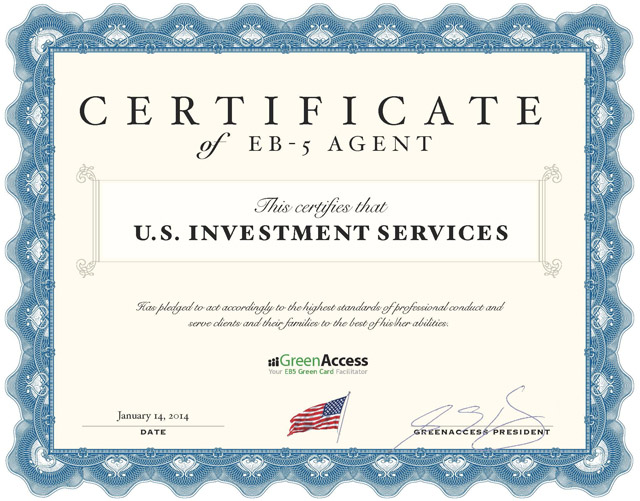 CERTIFICATE
of EB-5 AGENT
This certifies that
U.S. INVESTMENT SERVICES
Has pledged to act accordingly to the highest standards of professional conduct and
serve clients and their families to the best of his/her abilities.
GreenAccess
Your EB5 Green Card Facilitator
January 14, 2014
DATE
GREENACCESS PRESIDENT